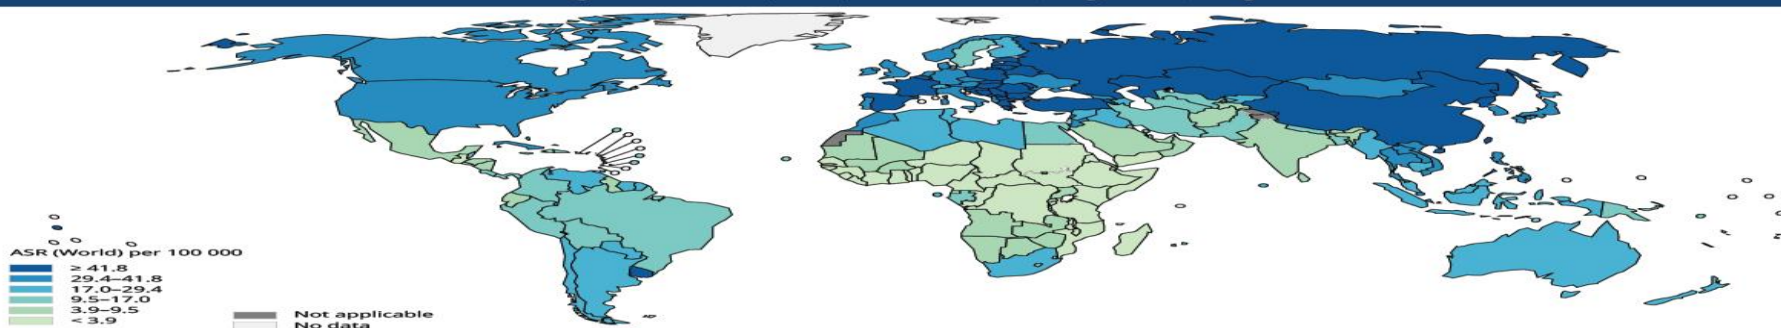 ASR (World) per 100 000
≥ 41.8
29.4–41.8
17.0–29.4
9.5–17.0
3.9–9.5
< 3.9
Not applicable
No data